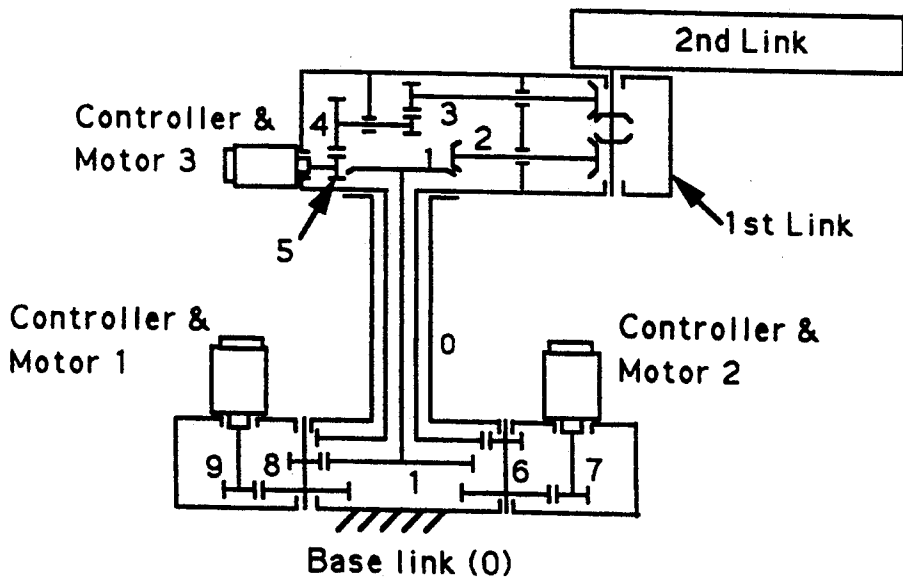 2nd Link
Controller &
Motor 3
4
3
2
1
5
1st Link
Controller &
Motor 1
0
Controller &
Motor 2
9
8
1
6
7
Base link (0)